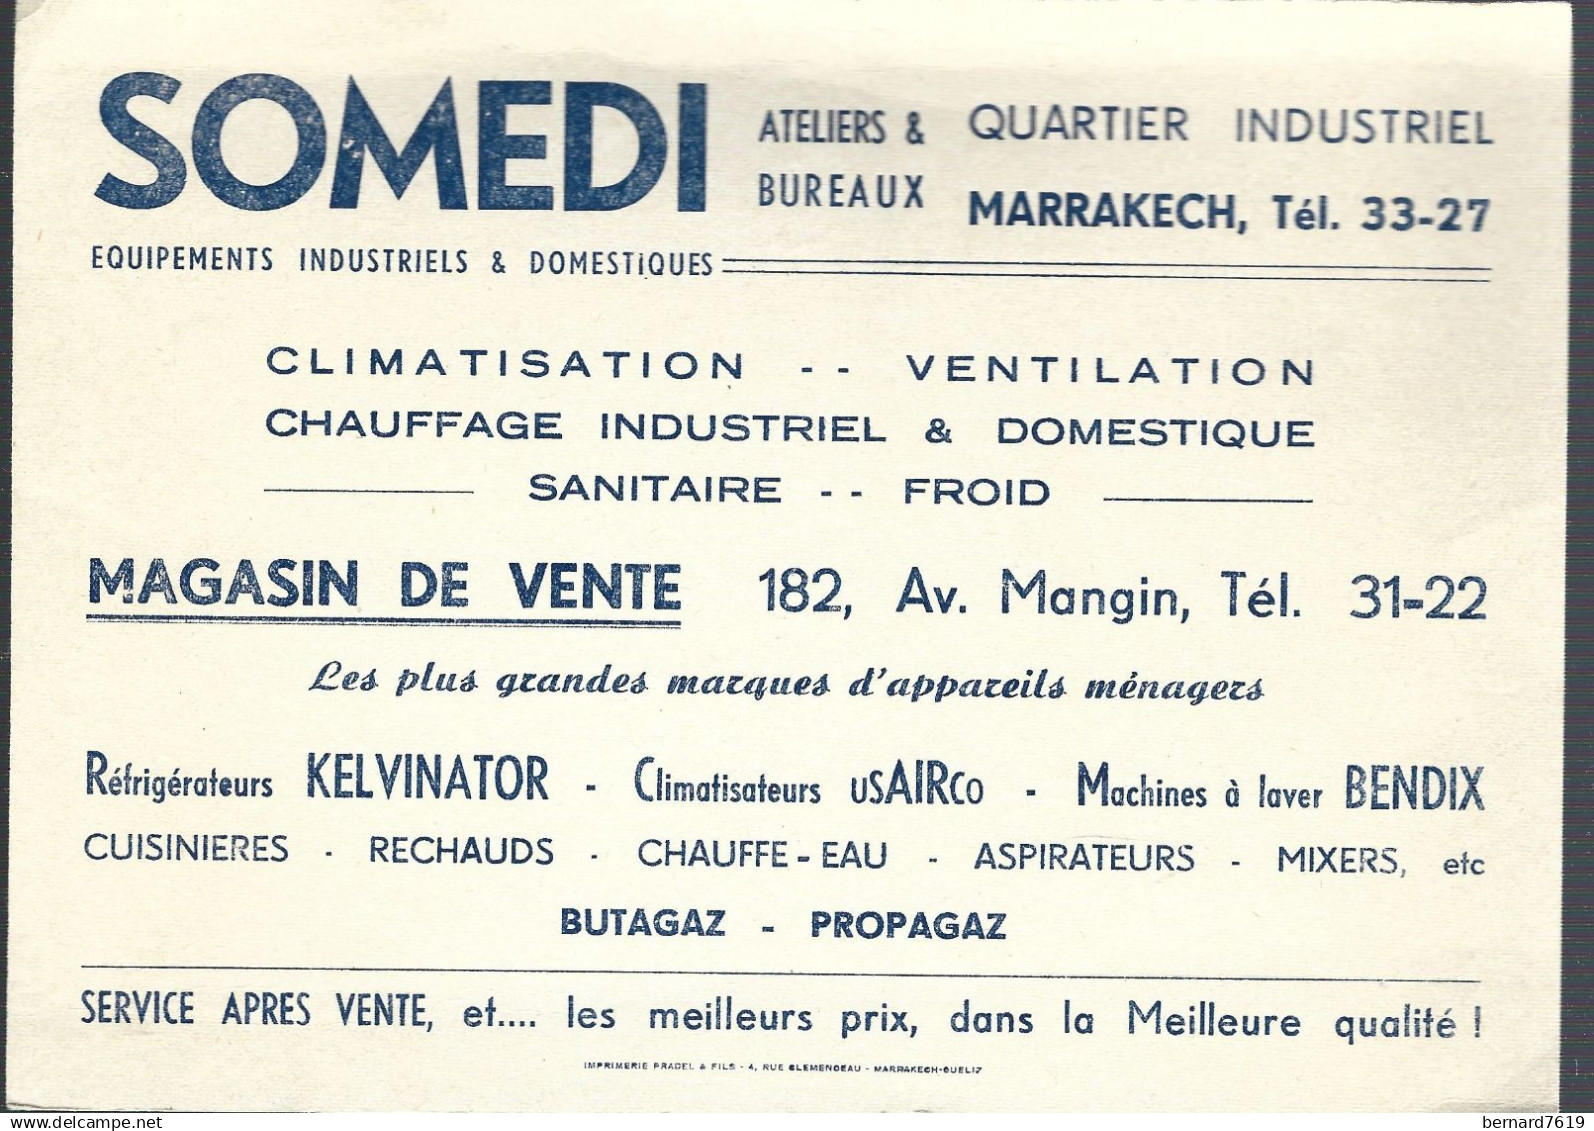 SOMEDI
ATELIERS & BUREAUX
QUARTIER INDUSTRIEL
MARRAKECH, Tél. 33-27
EQUIPEMENTS INDUSTRIELS & DOMESTIQUES
CLIMATISATION -- VENTILATION
CHAUFFAGE INDUSTRIEL & DOMESTIQUE
SANITAIRE -- FROID
MAGASIN DE VENTE 182, Av. Mangin, Tél. 31-22
Les plus grandes marques d'appareils ménagers
Réfrigérateurs KELVINATOR - Climatisateurs usAIRco - Machines à laver BENDIX
CUISINIERES - RECHAUDS - CHAUFFE-EAU - ASPIRATEURS - MIXERS, etc
BUTAGAZ - PROPAGAZ
SERVICE APRES VENTE, et.... les meilleurs prix, dans la Meilleure qualité !
IMPRIMERIE PRADEL & FILS - 4, RUE CLEMENCEAU - MARRAKECH-GUELIZ
www.delcampe.net
bernard7619